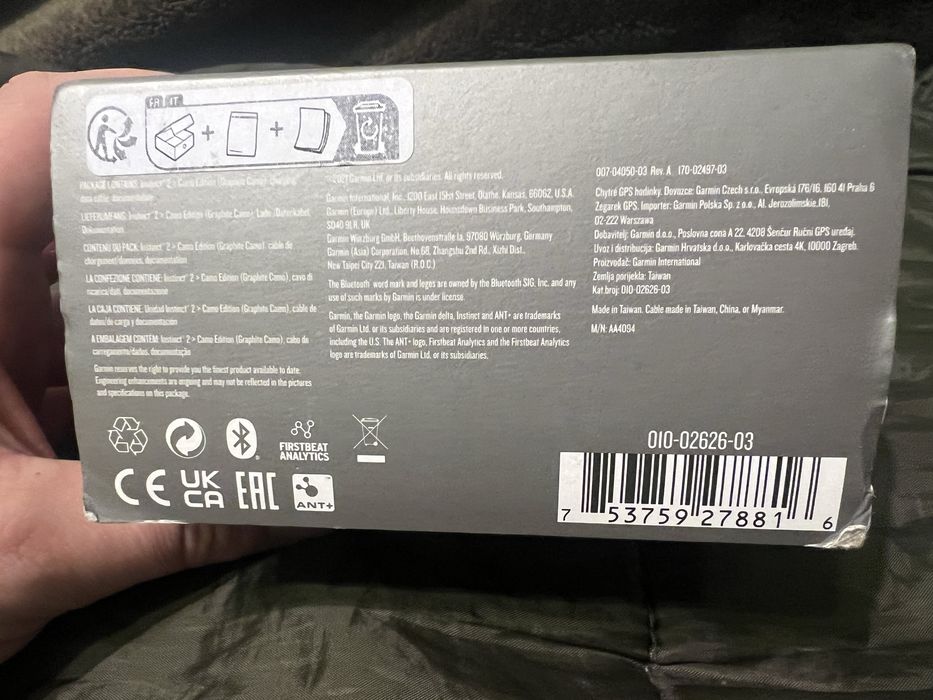 FR IT
PACKAGE CONTAINS: Instinct® 2 > Camo Edition (Graphite Camo), charging/
data cable, documentation
LIEFERUMFANG: Instinct® 2 > Camo Edition (Graphite Camo), Lade-/Datenkabel,
Dokumentation
CONTENU DU PACK: Instinct® 2 > Camo Edition (Graphite Camo), câble de
chargement/données, documentation
LA CONFEZIONE CONTIENE: Instinct® 2 > Camo Edition (Graphite Camo), cavo di
ricarica/dati, documentazione
LA CAJA CONTIENE: Unidad Instinct® 2 > Camo Edition (Graphite Camo), cable de
datos/de carga y documentación
A EMBALAGEM CONTÉM: Instinct® 2 > Camo Edition (Graphite Camo), cabo de
carregamento/dados, documentação
Garmin reserves the right to provide you the finest product available to date.
Engineering enhancements are ongoing and may not be reflected in the pictures
and specifications on this package.
©2021 Garmin Ltd. or its subsidiaries. All rights reserved.
Garmin International, Inc., 1200 East 151st Street, Olathe, Kansas, 66062, U.S.A.
Garmin (Europe) Ltd., Liberty House, Hounsdown Business Park, Southampton,
SO40 9LR, UK
Garmin Würzburg GmbH, Beethovenstraße 1a, 97080 Würzburg, Germany
Garmin (Asia) Corporation, No.68, Zhangshu 2nd Rd., Xizhi Dist.,
New Taipei City 221, Taiwan (R.O.C.)
The Bluetooth® word mark and logos are owned by the Bluetooth SIG, Inc. and any
use of such marks by Garmin is under license.
Garmin, the Garmin logo, the Garmin delta, Instinct and ANT+ are trademarks
of Garmin Ltd. or its subsidiaries and are registered in one or more countries,
including the U.S. The ANT+ logo, Firstbeat Analytics and the Firstbeat Analytics
logo are trademarks of Garmin Ltd. or its subsidiaries.
007-04050-03 Rev. A 170-02497-03
Chytré GPS hodinky. Dovozce: Garmin Czech s.r.o., Evropská 176/16, 160 41 Praha 6
Zegarek GPS. Importer: Garmin Polska Sp. z o.o., Al. Jerozolimskie.181,
02-222 Warszawa
Distributer: Garmin d.o.o., Poslovna cona A 22, 4208 Šenčur Ručni GPS uređaj.
Uvoz i distribucija: Garmin Hrvatska d.o.o., Karlovačka cesta 4K, 10000 Zagreb.
Proizvođač: Garmin International
Zemlja porijekla: Taiwan
Kat.broj: 010-02626-03
Made in Taiwan. Cable made in Taiwan, China, or Myanmar.
M/N: AA4094
FIRSTBEAT
ANALYTICS
CE UK
CA EAC ANT+
010-02626-03
7 53759 27881 6